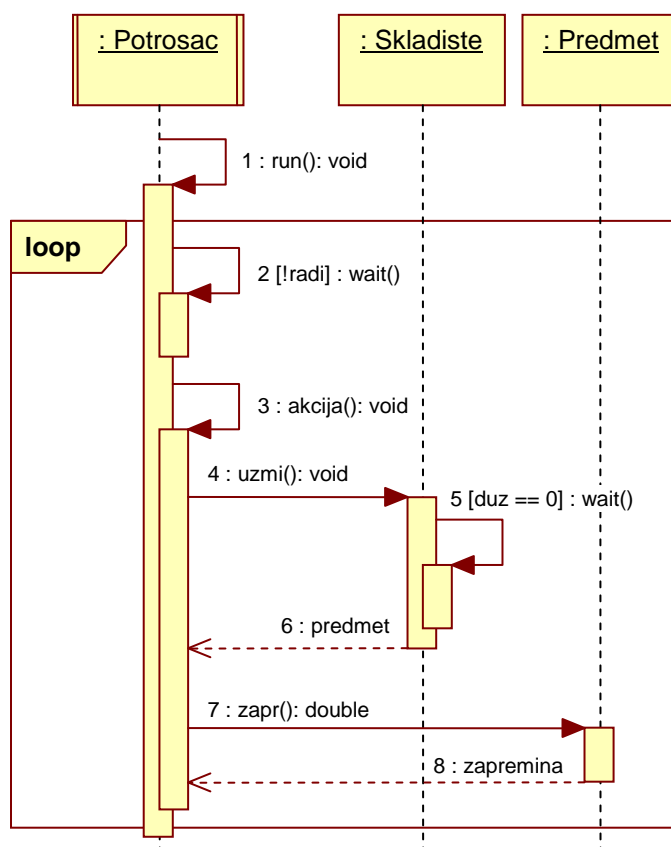 : Potrosac
: Skladiste
: Predmet
1 : run(): void
loop
2 [!radi] : wait()
3 : akcija(): void
4 : uzmi(): void
5 [duz == 0] : wait()
6 : predmet
7 : zapr(): double
8 : zapremina